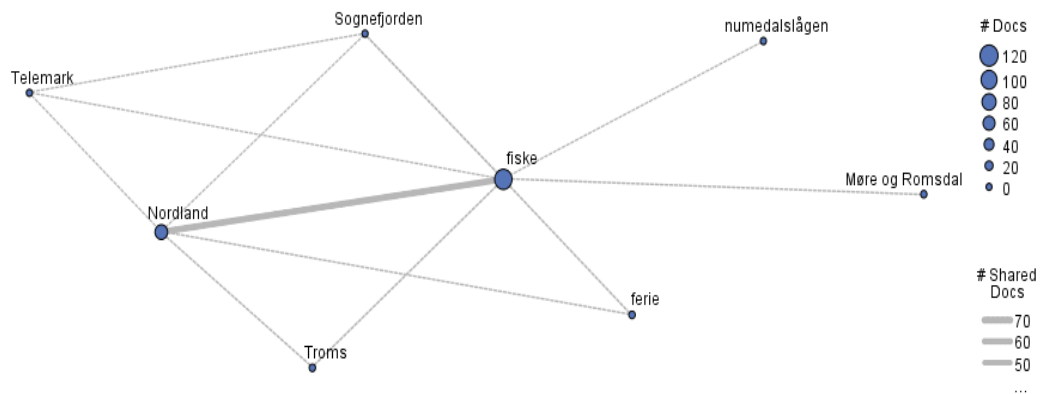 Sognefjorden
numedalslågen
Telemark
fiske
Møre og Romsdal
Nordland
ferie
Troms
# Docs
120
100
80
60
40
20
0
# Shared
Docs
70
60
50
...